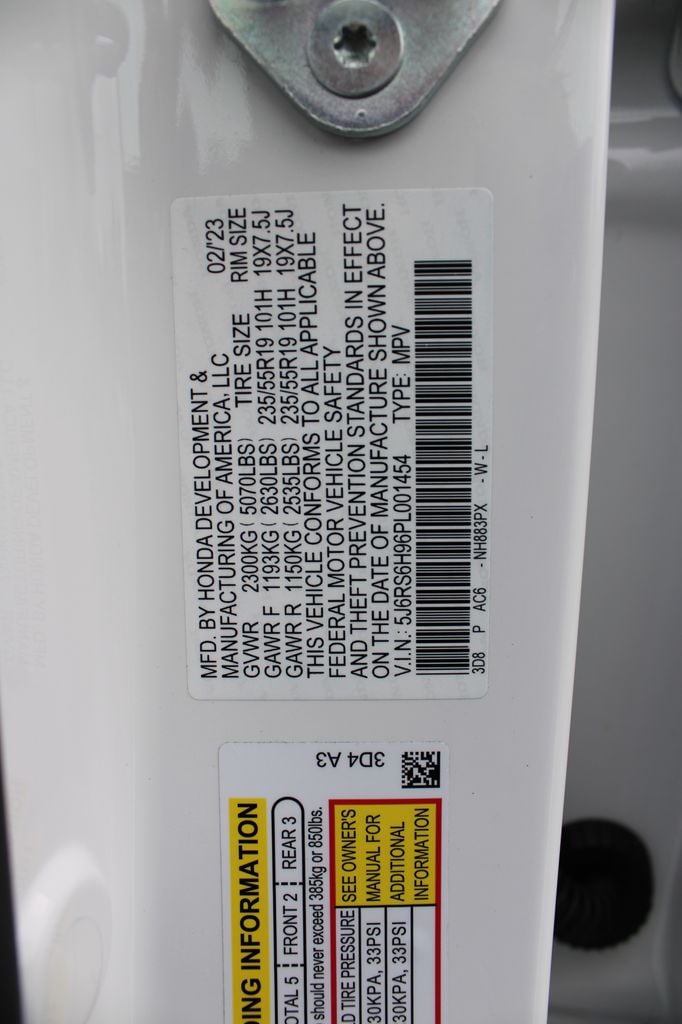 MFD. BY HONDA DEVELOPMENT &
MANUFACTURING OF AMERICA, LLC 02/'23
GVWR 2300KG ( 5070LBS) TIRE SIZE RIM SIZE
GAWR F 1193KG ( 2630LBS) 235/55R19 101H 19X7.5J
GAWR R 1150KG ( 2535LBS) 235/55R19 101H 19X7.5J
THIS VEHICLE CONFORMS TO ALL APPLICABLE
FEDERAL MOTOR VEHICLE SAFETY
AND THEFT PREVENTION STANDARDS IN EFFECT
ON THE DATE OF MANUFACTURE SHOWN ABOVE.
V.I.N.: 5J6RS6H96PL001454 TYPE: MPV
3D8 P AC6 - NH883PX - W - L
3D4 A3
ING INFORMATION
OTAL 5 FRONT 2 REAR 3
should never exceed 385kg or 850lbs.
TIRE PRESSURE SEE OWNER'S
30KPA, 33PSI MANUAL FOR
30KPA, 33PSI ADDITIONAL
INFORMATION